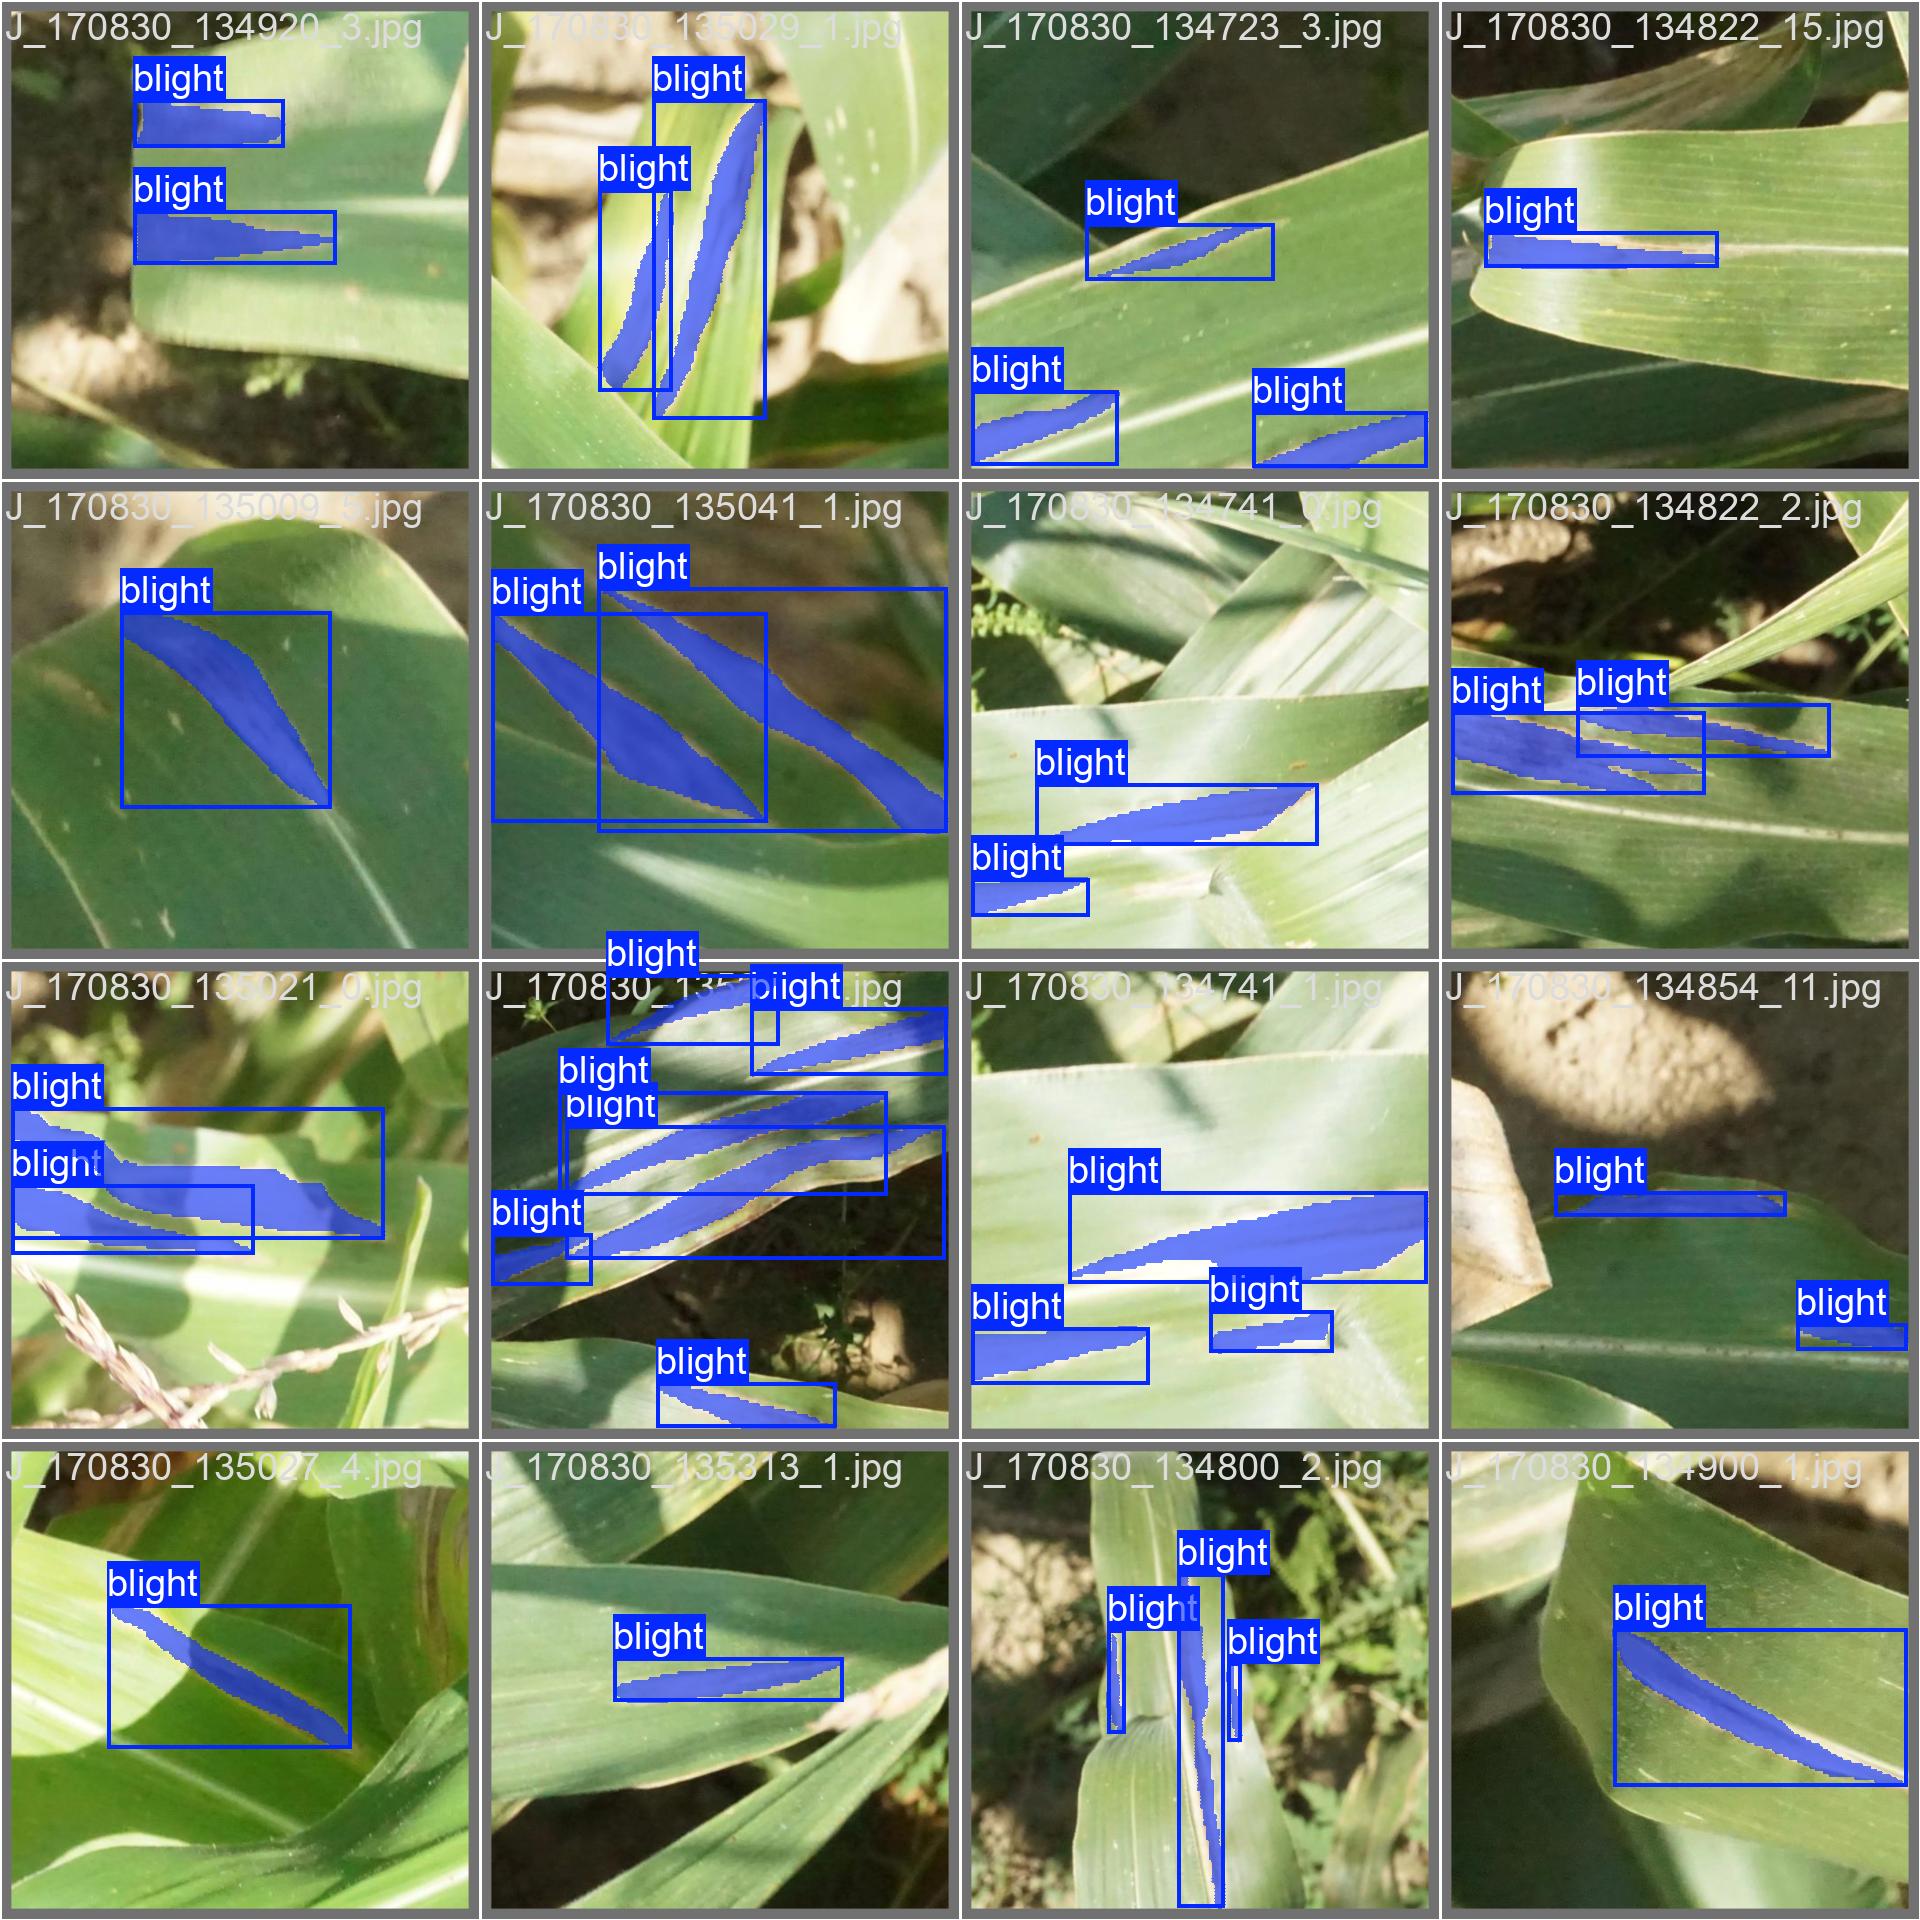 J_170830_134920_3.jpg
blight
blight
J_170830_135029_1.jpg
blight
blight
J_170830_134723_3.jpg
blight
blight
blight
J_170830_134822_15.jpg
blight
J_170830_135009_5.jpg
blight
J_170830_135041_1.jpg
blight
blight
J_170830_134741_0.jpg
blight
blight
J_170830_134822_2.jpg
blight
blight
J_170830_135021_0.jpg
blight
blight
blight
blight
blight
blight
blight
blight
J_170830_134741_1.jpg
blight
blight
blight
J_170830_134854_11.jpg
blight
blight
J_170830_135027_4.jpg
blight
J_170830_135313_1.jpg
blight
J_170830_134800_2.jpg
blight
blight
blight
J_170830_134900_1.jpg
blight